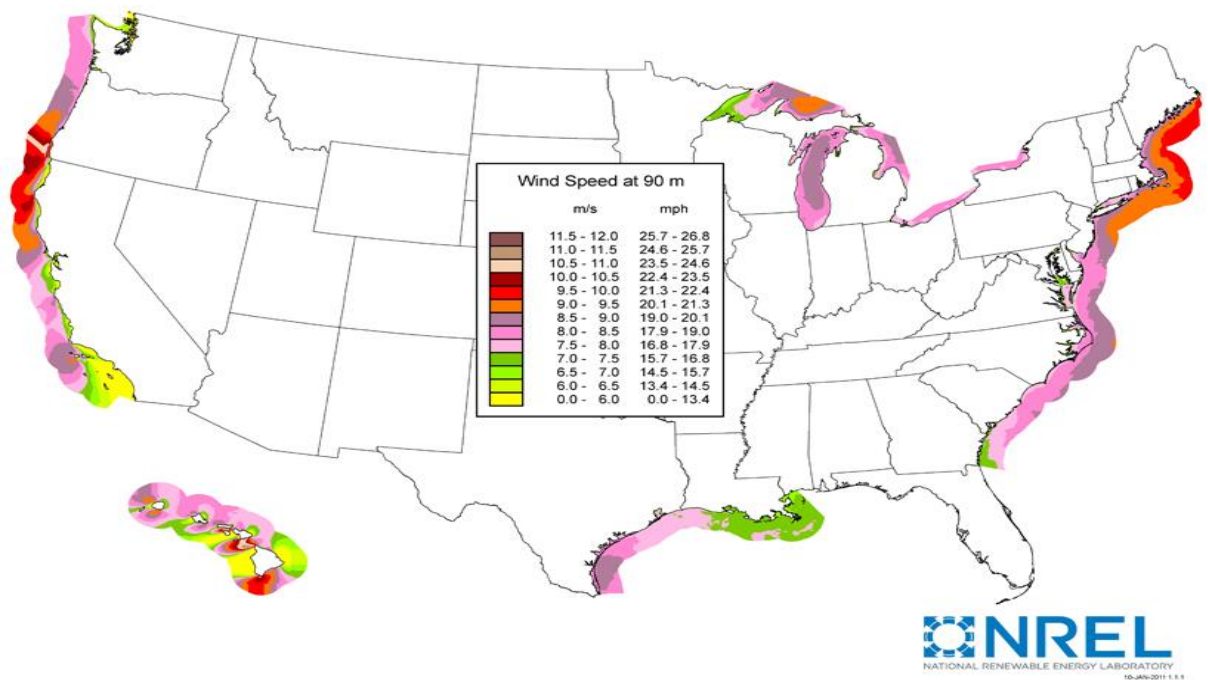 Wind Speed at 90 m
m/s mph
11.5 - 12.0 25.7 - 26.8
11.0 - 11.5 24.6 - 25.7
10.5 - 11.0 23.5 - 24.6
10.0 - 10.5 22.4 - 23.5
9.5 - 10.0 21.3 - 22.4
9.0 - 9.5 20.1 - 21.3
8.5 - 9.0 19.0 - 20.1
8.0 - 8.5 17.9 - 19.0
7.5 - 8.0 16.8 - 17.9
7.0 - 7.5 15.7 - 16.8
6.5 - 7.0 14.5 - 15.7
6.0 - 6.5 13.4 - 14.5
0.0 - 6.0 0.0 - 13.4
NREL
NATIONAL RENEWABLE ENERGY LABORATORY
10-JAN-2011 1.1.1